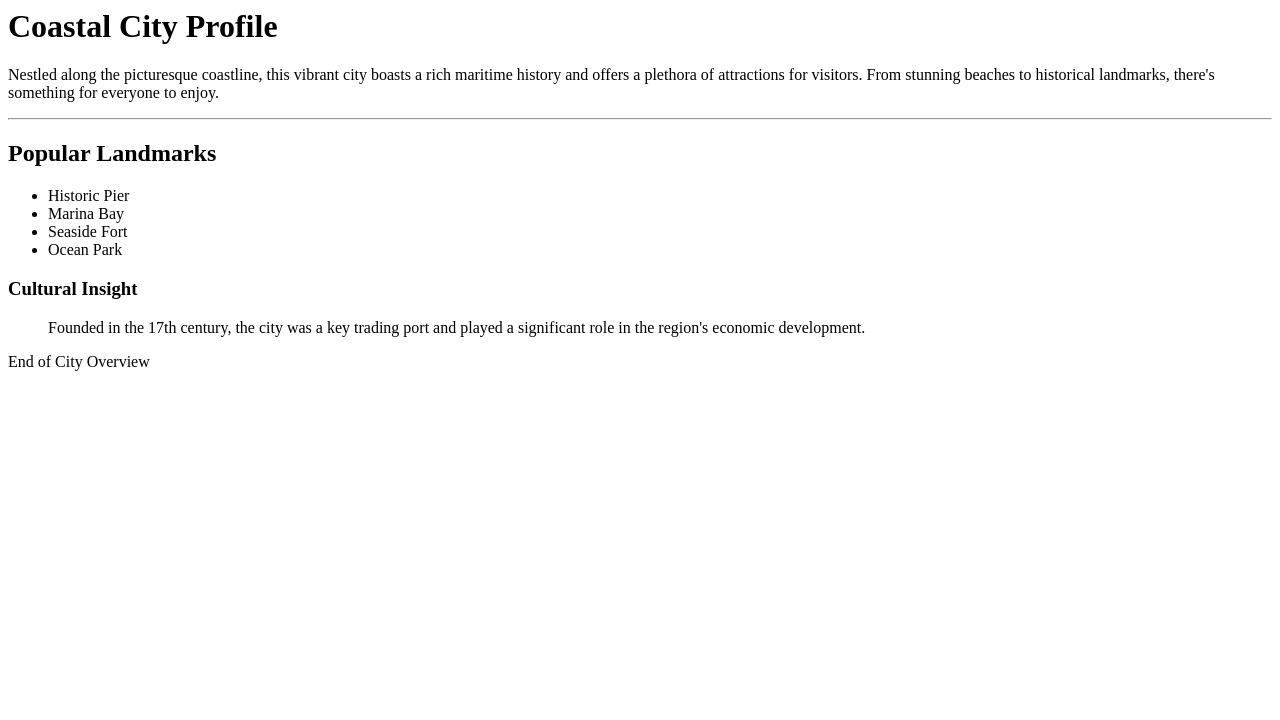 Coastal City Profile
Nestled along the picturesque coastline, this vibrant city boasts a rich maritime history and offers a plethora of attractions for visitors. From stunning beaches to historical landmarks, there's
something for everyone to enjoy.
Popular Landmarks
Historic Pier
Marina Bay
Seaside Fort
Ocean Park
Cultural Insight
Founded in the 17th century, the city was a key trading port and played a significant role in the region's economic development.
End of City Overview